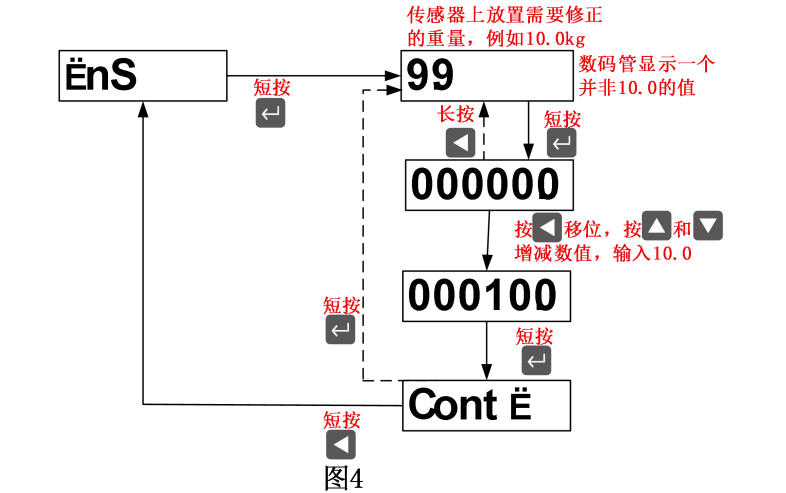 传感器上放置需要修正
的重量，例如10.0kg
ËnS
99
数码管显示一个
并非10.0的值
短按
长按
短按
000000.0
按 移位，按 和
增减数值，输入10.0
000100.0
短按
短按
Cont Ë
短按
图4